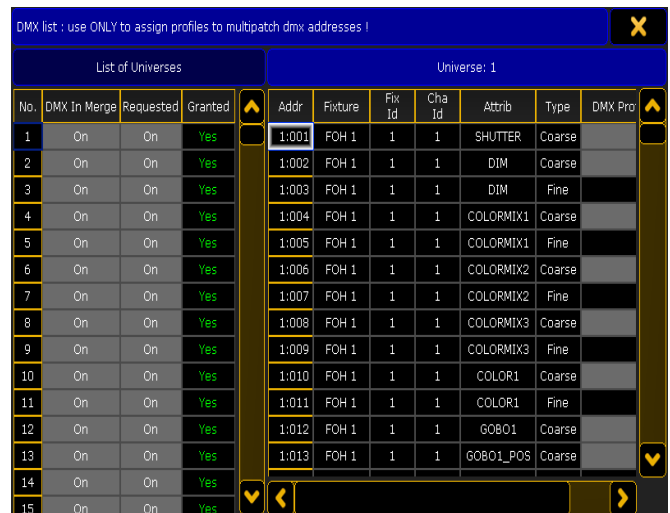 DMX list : use ONLY to assign profiles to multipatch dmx addresses !
X
List of Universes
No. DMX In Merge Requested Granted
1 On On Yes
2 On On Yes
3 On On Yes
4 On On Yes
5 On On Yes
6 On On Yes
7 On On Yes
8 On On Yes
9 On On Yes
10 On On Yes
11 On On Yes
12 On On Yes
13 On On Yes
14 On On Yes
15 On On Yes
Universe: 1
Addr Fixture Fix Id Cha Id Attrib Type DMX Pro
1:001 FOH 1 1 1 SHUTTER Coarse
1:002 FOH 1 1 1 DIM Coarse
1:003 FOH 1 1 1 DIM Fine
1:004 FOH 1 1 1 COLORMIX1 Coarse
1:005 FOH 1 1 1 COLORMIX1 Fine
1:006 FOH 1 1 1 COLORMIX2 Coarse
1:007 FOH 1 1 1 COLORMIX2 Fine
1:008 FOH 1 1 1 COLORMIX3 Coarse
1:009 FOH 1 1 1 COLORMIX3 Fine
1:010 FOH 1 1 1 COLOR1 Coarse
1:011 FOH 1 1 1 COLOR1 Fine
1:012 FOH 1 1 1 GOBO1 Coarse
1:013 FOH 1 1 1 GOBO1_POS Coarse